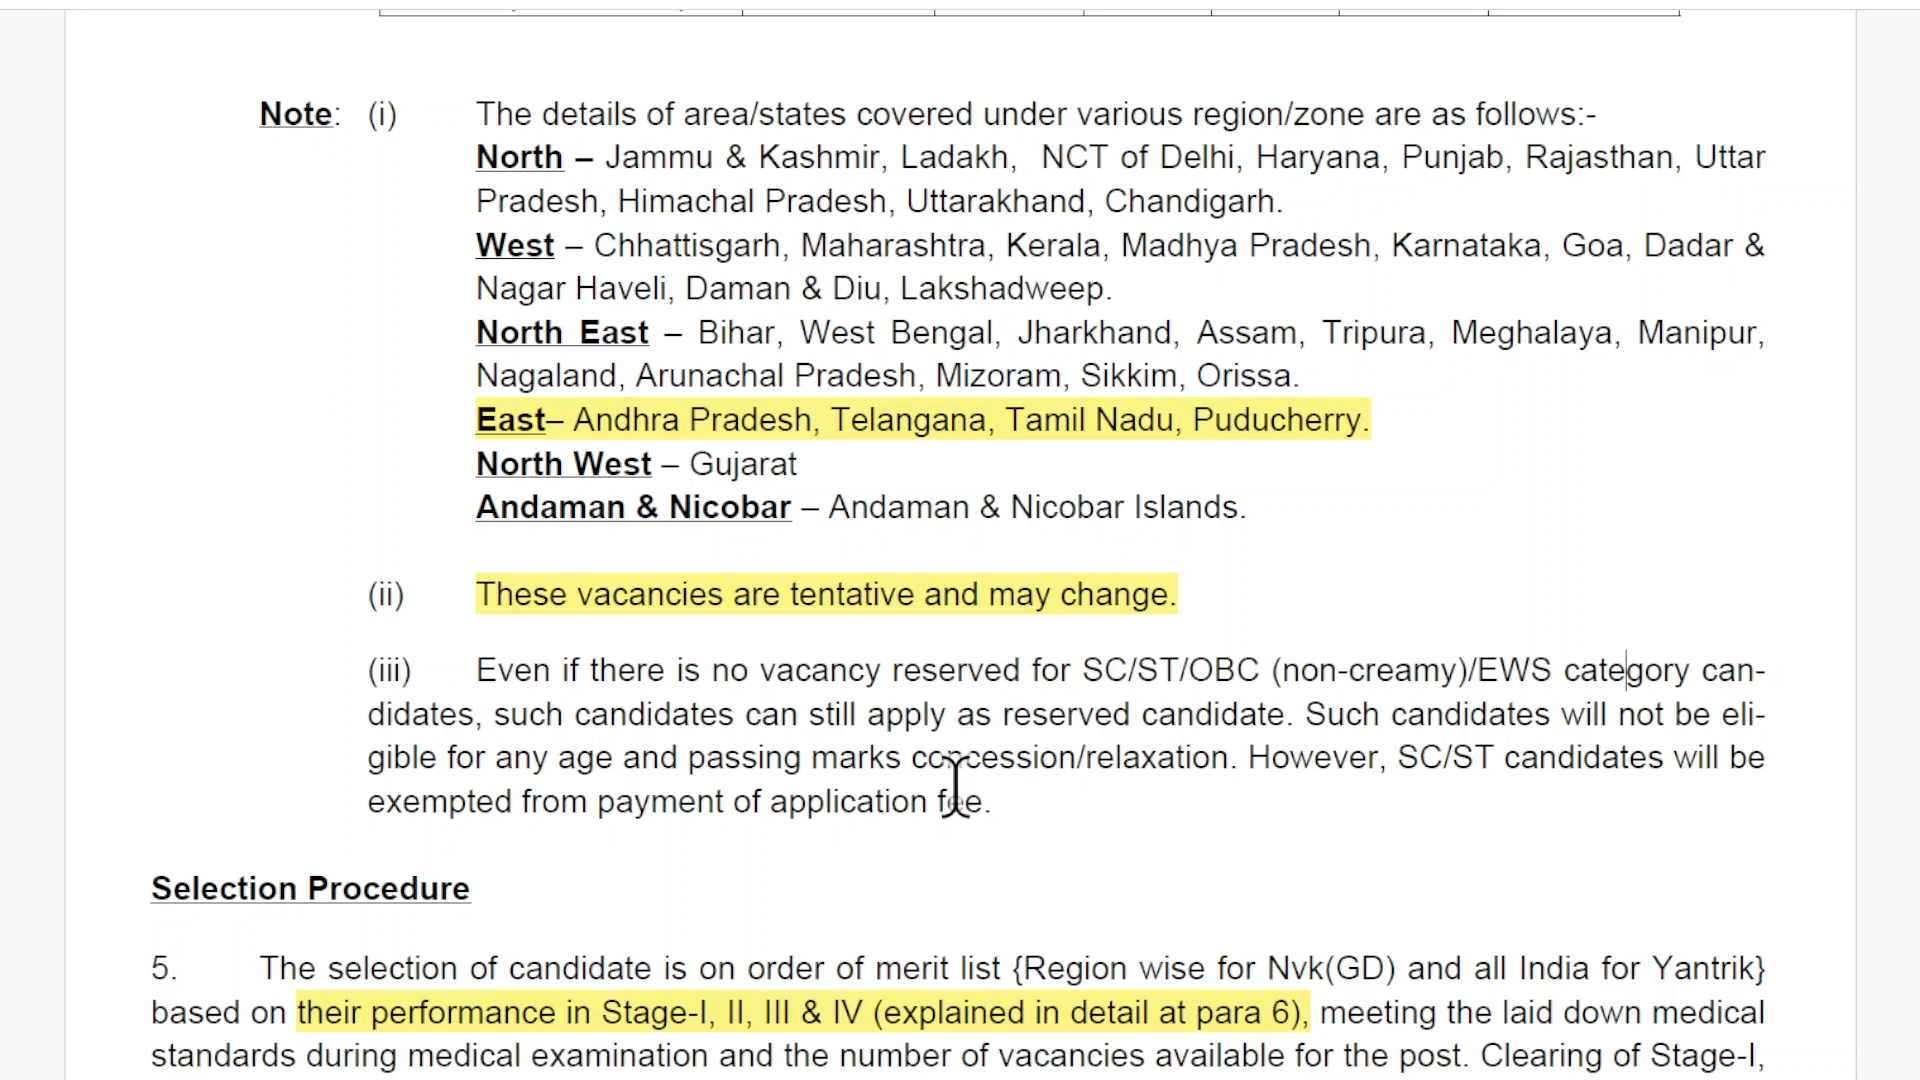 Note: (i) The details of area/states covered under various region/zone are as follows:-
North – Jammu & Kashmir, Ladakh, NCT of Delhi, Haryana, Punjab, Rajasthan, Uttar
Pradesh, Himachal Pradesh, Uttarakhand, Chandigarh.
West – Chhattisgarh, Maharashtra, Kerala, Madhya Pradesh, Karnataka, Goa, Dadar &
Nagar Haveli, Daman & Diu, Lakshadweep.
North East – Bihar, West Bengal, Jharkhand, Assam, Tripura, Meghalaya, Manipur,
Nagaland, Arunachal Pradesh, Mizoram, Sikkim, Orissa.
East– Andhra Pradesh, Telangana, Tamil Nadu, Puducherry.
North West – Gujarat
Andaman & Nicobar – Andaman & Nicobar Islands.
(ii) These vacancies are tentative and may change.
(iii) Even if there is no vacancy reserved for SC/ST/OBC (non-creamy)/EWS category can-
didates, such candidates can still apply as reserved candidate. Such candidates will not be eli-
gible for any age and passing marks concession/relaxation. However, SC/ST candidates will be
exempted from payment of application fee.
Selection Procedure
5. The selection of candidate is on order of merit list {Region wise for Nvk(GD) and all India for Yantrik}
based on their performance in Stage-I, II, III & IV (explained in detail at para 6), meeting the laid down medical
standards during medical examination and the number of vacancies available for the post. Clearing of Stage-I,